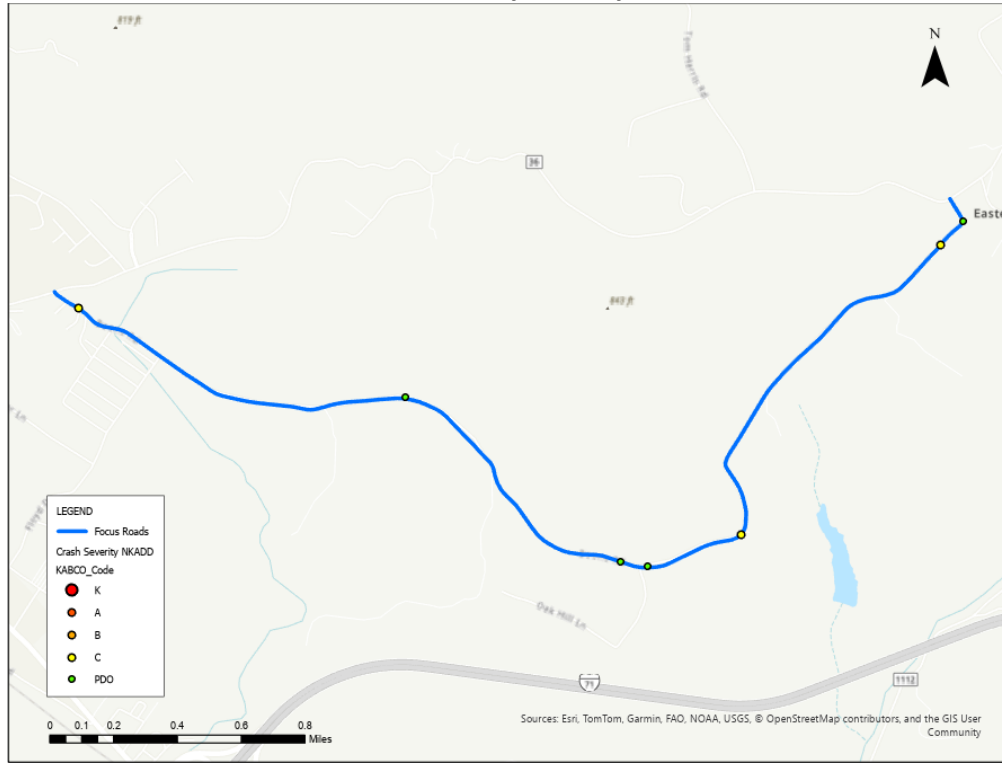 819 ft
N
Tom Harris Rd
36
Easte
849 ft
LEGEND
Focus Roads
Crash Severity NKADD
KABCO_Code
K
A
B
C
PDO
Oak Hill Ln
71
1112
0 0.1 0.2 0.4 0.6 0.8
Miles
Sources: Esri, TomTom, Garmin, FAO, NOAA, USGS, © OpenStreetMap contributors, and the GIS User
Community